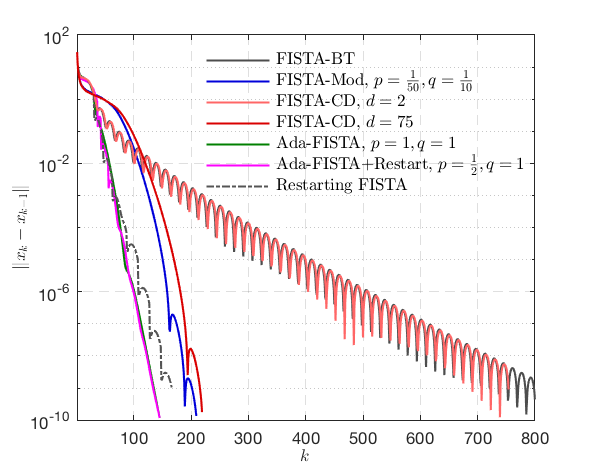 10^2
FISTA-BT
FISTA-Mod, p = 1/50, q = 1/10
FISTA-CD, d = 2
FISTA-CD, d = 75
Ada-FISTA, p = 1, q = 1
10^-2
Ada-FISTA+Restart, p = 1/2, q = 1
Restarting FISTA
||x_k − x_{k−1}||
10^-6
10^-10
100 200 300 400 500 600 700 800
k